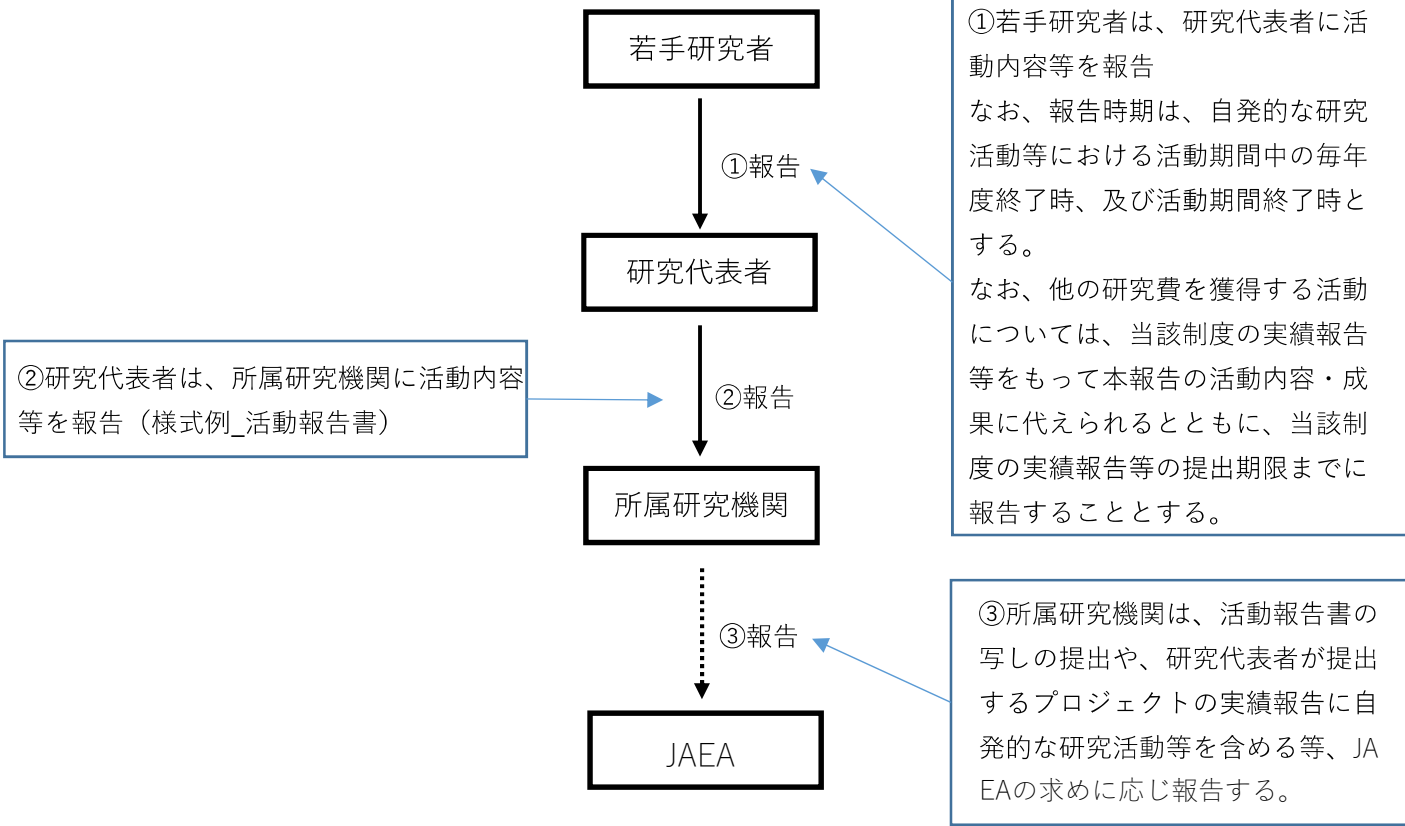 若手研究者
①報告
研究代表者
②報告
所属研究機関
③報告
JAEA
①若手研究者は、研究代表者に活
動内容等を報告
なお、報告時期は、自発的な研究
活動等における活動期間中の毎年
度終了時、及び活動期間終了時と
する。
なお、他の研究費を獲得する活動
については、当該制度の実績報告
等をもって本報告の活動内容・成
果に代えられるとともに、当該制
度の実績報告等の提出期限までに
報告することとする。
②研究代表者は、所属研究機関に活動内容
等を報告（様式例_活動報告書）
③所属研究機関は、活動報告書の
写しの提出や、研究代表者が提出
するプロジェクトの実績報告に自
発的な研究活動等を含める等、JA
EAの求めに応じ報告する。